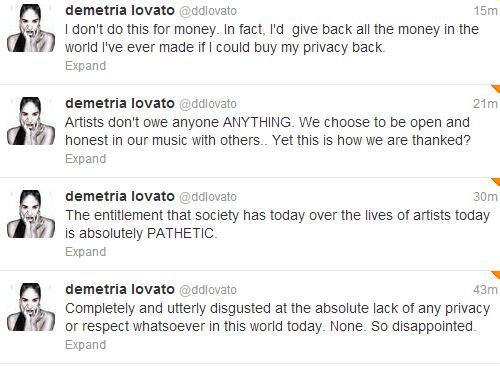 demetria lovato @ddlovato 15m
I don't do this for money. In fact, I'd give back all the money in the
world I've ever made if I could buy my privacy back.
Expand
demetria lovato @ddlovato 21m
Artists don't owe anyone ANYTHING. We choose to be open and
honest in our music with others.. Yet this is how we are thanked?
Expand
demetria lovato @ddlovato 30m
The entitlement that society has today over the lives of artists today
is absolutely PATHETIC.
Expand
demetria lovato @ddlovato 43m
Completely and utterly disgusted at the absolute lack of any privacy
or respect whatsoever in this world today. None. So disappointed.
Expand